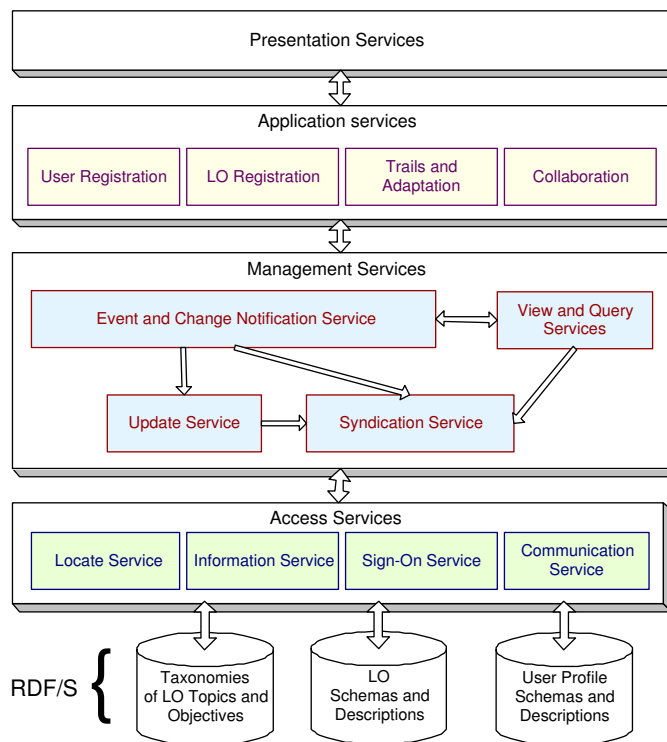 Presentation Services
Application services
User Registration
LO Registration
Trails and
Adaptation
Collaboration
Management Services
Event and Change Notification Service
View and Query
Services
Update Service
Syndication Service
Access Services
Locate Service
Information Service
Sign-On Service
Communication
Service
RDF/S {
Taxonomies
of LO Topics and
Objectives
LO
Schemas and
Descriptions
User Profile
Schemas and
Descriptions